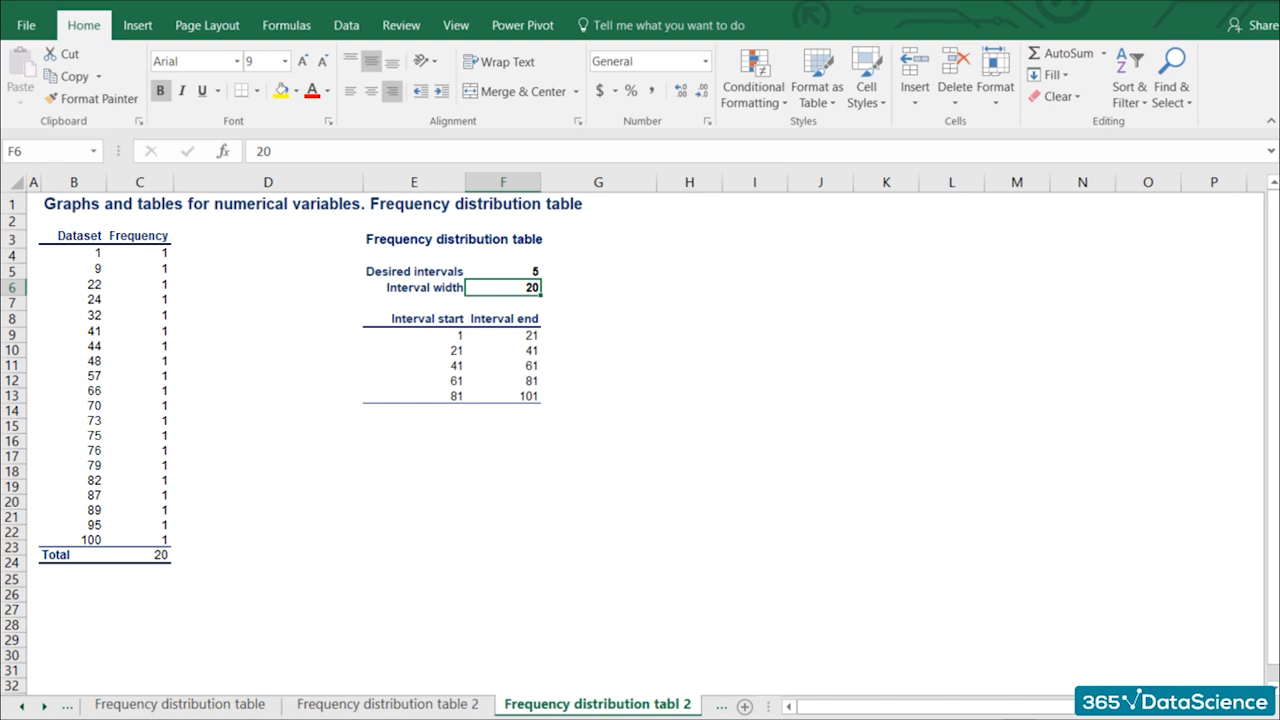 File Home Insert Page Layout Formulas Data Review View Power Pivot Tell me what you want to do Share
Paste Cut Copy Format Painter Clipboard
Arial 9 A A B I U A Font
Wrap Text Merge & Center Alignment
General $ % , Number
Conditional Formatting Format as Table Cell Styles Styles
Insert Delete Format Cells
AutoSum Fill Clear Sort & Filter Find & Select Editing
F6 fx 20
A B C D E F G H I J K L M N O P
1 Graphs and tables for numerical variables. Frequency distribution table
2
3 Dataset Frequency Frequency distribution table
4 1 1
5 9 1 Desired intervals 5
6 22 1 Interval width 20
7 24 1
8 32 1 Interval start Interval end
9 41 1 1 21
10 44 1 21 41
11 48 1 41 61
12 57 1 61 81
13 66 1 81 101
14 70 1
15 73 1
16 75 1
17 76 1
18 79 1
19 82 1
20 87 1
21 89 1
22 95 1
23 100 1
24 Total 20
25
26
27
28
29
30
31
32
... Frequency distribution table Frequency distribution table 2 Frequency distribution tabl 2 ...
365 DataScience